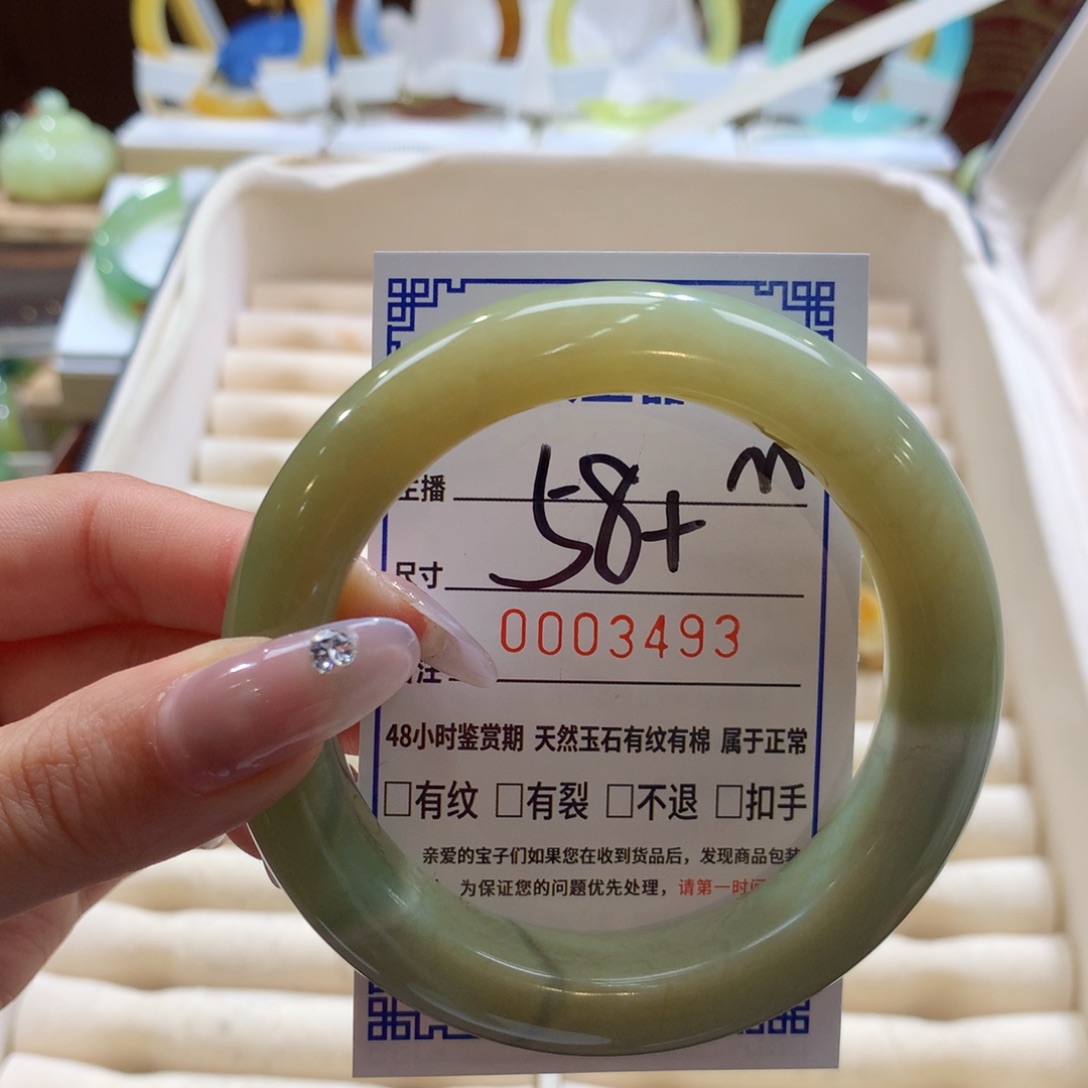 主播 58+ m
尺寸
0003493
备注
48小时鉴赏期 天然玉石有纹有棉 属于正常
□有纹 □有裂 □不退 □扣手
亲爱的宝子们如果您在收到货品后，发现商品包装
为保证您的问题优先处理，请第一时间